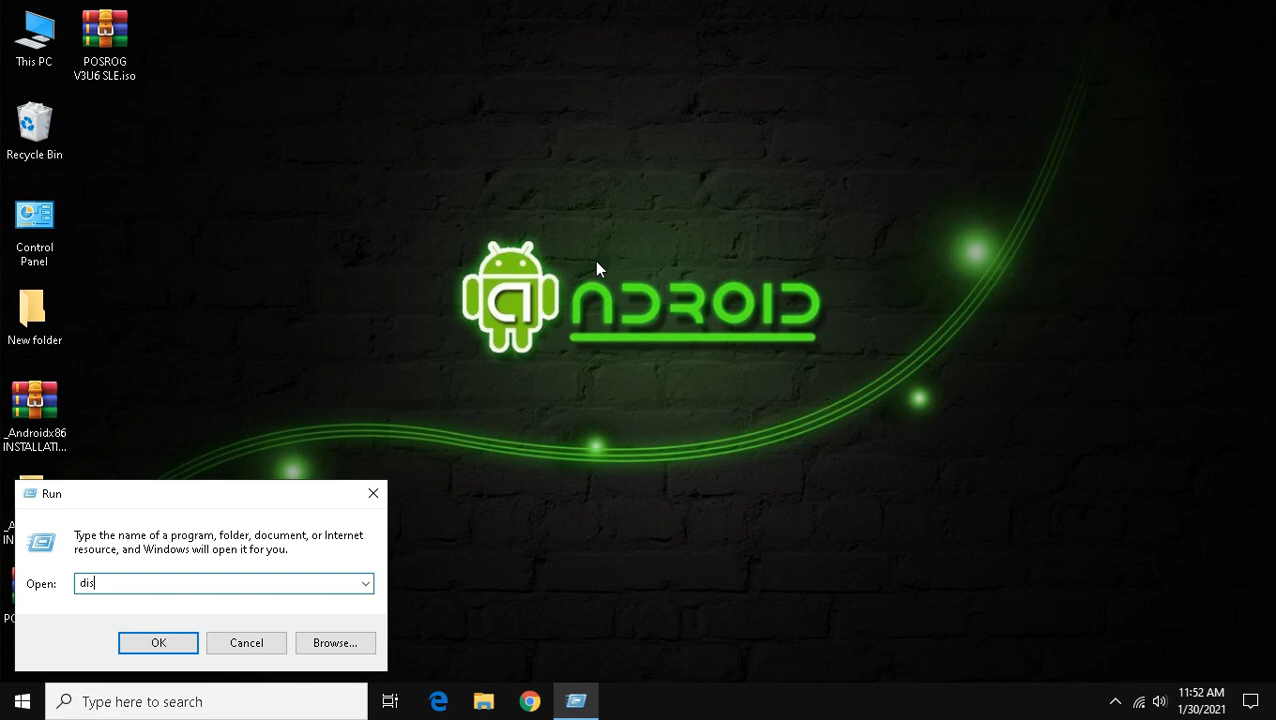 This PC
POSROG
V3U6 SLE.iso
Recycle Bin
Control
Panel
New folder
_Androidx86
INSTALLATI...
ANDROID
Run
Type the name of a program, folder, document, or Internet
resource, and Windows will open it for you.
Open:
dis
OK
Cancel
Browse...
Type here to search
11:52 AM
1/30/2021